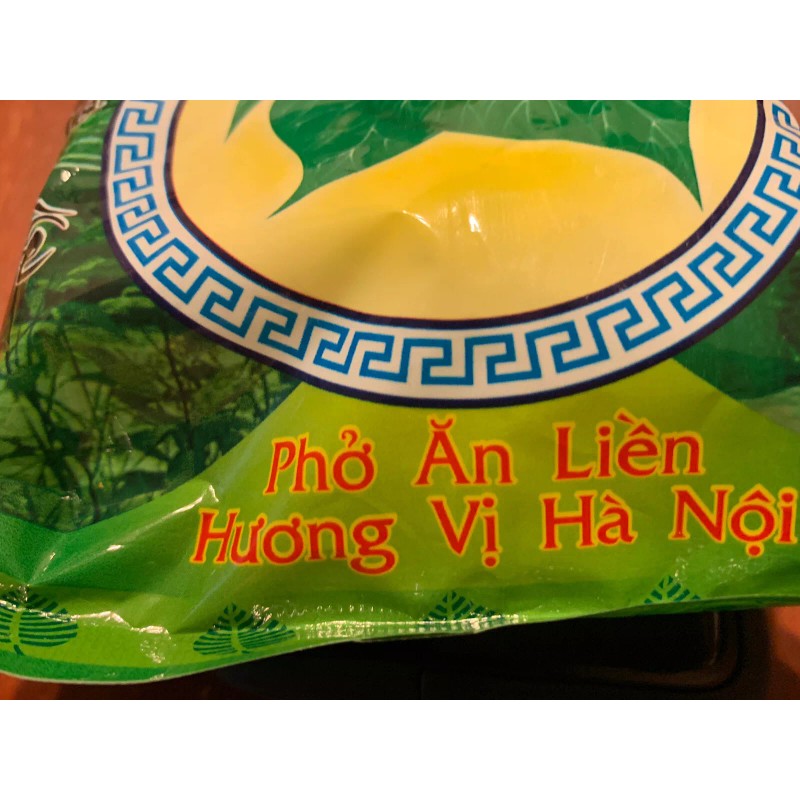 Phở Ăn Liền
Hương Vị Hà Nội